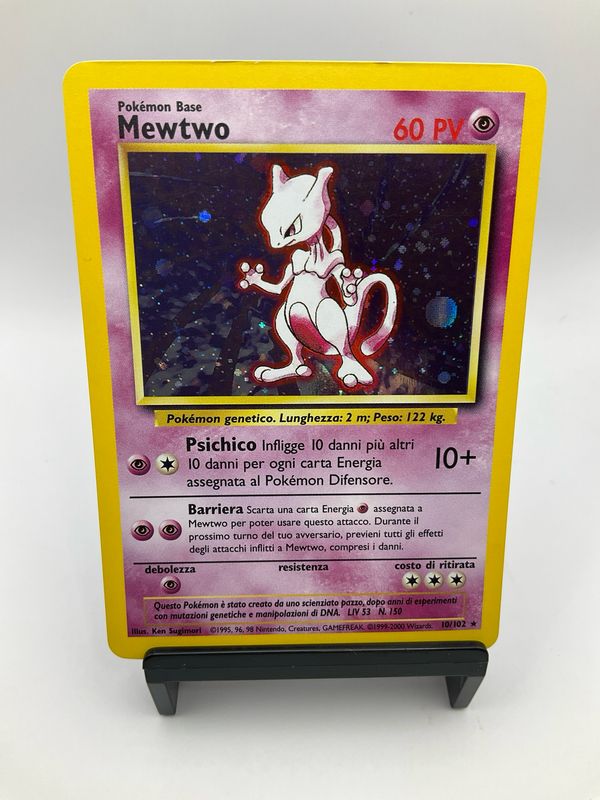 Pokémon Base
Mewtwo 60 PV
Pokémon genetico. Lunghezza: 2 m; Peso: 122 kg.
Psichico Infligge 10 danni più altri
10 danni per ogni carta Energia 10+
assegnata al Pokémon Difensore.
Barriera Scarta una carta Energia assegnata a
Mewtwo per poter usare questo attacco. Durante il
prossimo turno del tuo avversario, previeni tutti gli effetti
degli attacchi inflitti a Mewtwo, compresi i danni.
debolezza resistenza costo di ritirata
Questo Pokémon è stato creato da uno scienziato pazzo, dopo anni di esperimenti
con mutazioni genetiche e manipolazioni di DNA. LIV 53 N. 150
Illus. Ken Sugimori ©1995, 96, 98 Nintendo, Creatures, GAMEFREAK. ©1999-2000 Wizards. 10/102 ★